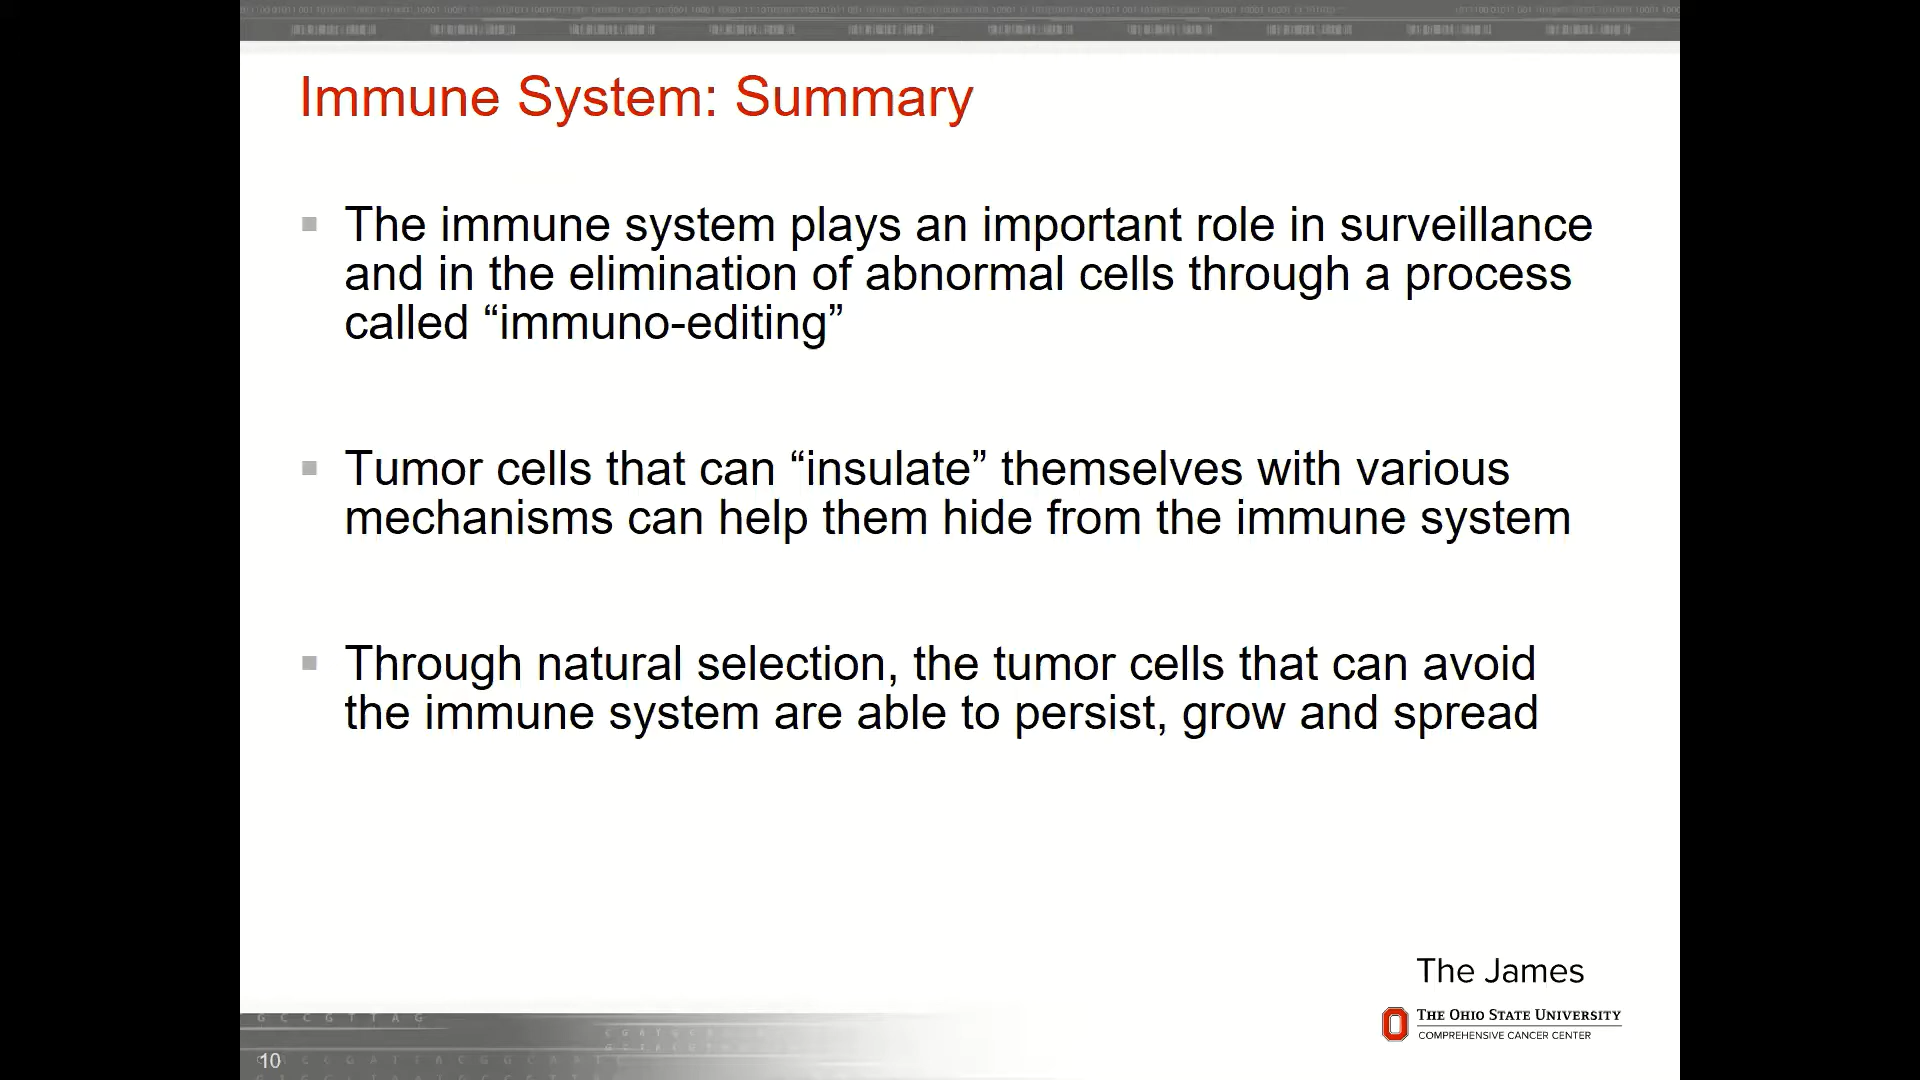 Immune System: Summary
The immune system plays an important role in surveillance
and in the elimination of abnormal cells through a process
called “immuno-editing”
Tumor cells that can “insulate” themselves with various
mechanisms can help them hide from the immune system
Through natural selection, the tumor cells that can avoid
the immune system are able to persist, grow and spread
The James
THE OHIO STATE UNIVERSITY
COMPREHENSIVE CANCER CENTER
G C C G T T A G
10